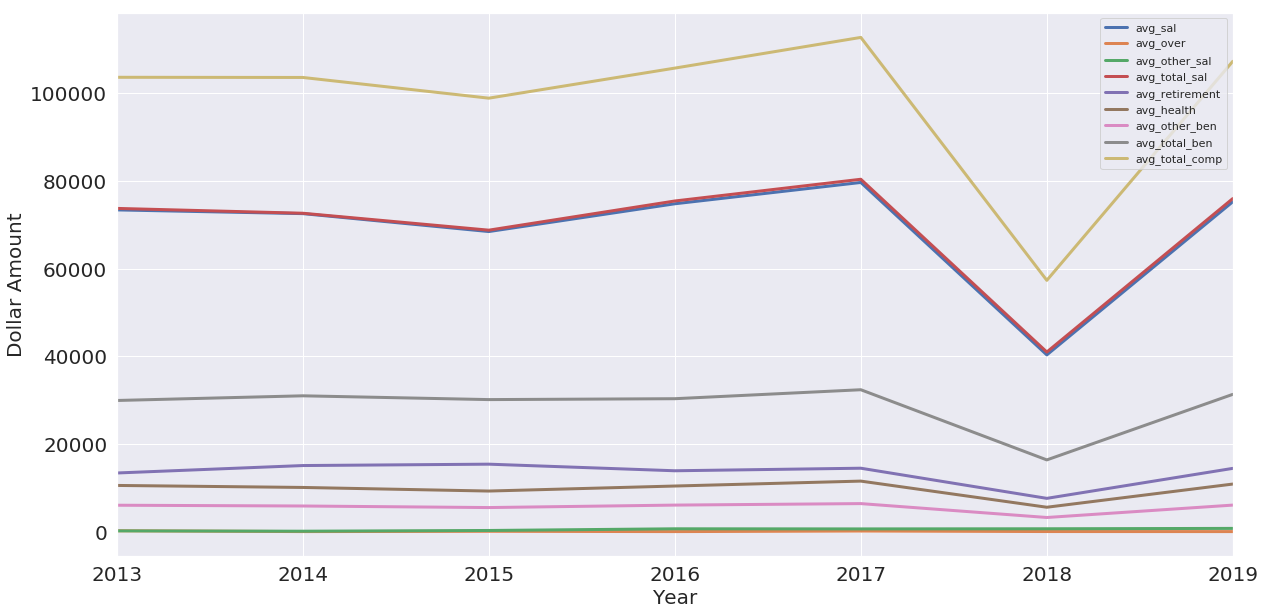 avg_sal
avg_over
avg_other_sal
avg_total_sal
avg_retirement
avg_health
avg_other_ben
avg_total_ben
avg_total_comp
100000
80000
60000
40000
20000
0
Dollar Amount
2013 2014 2015 2016 2017 2018 2019
Year